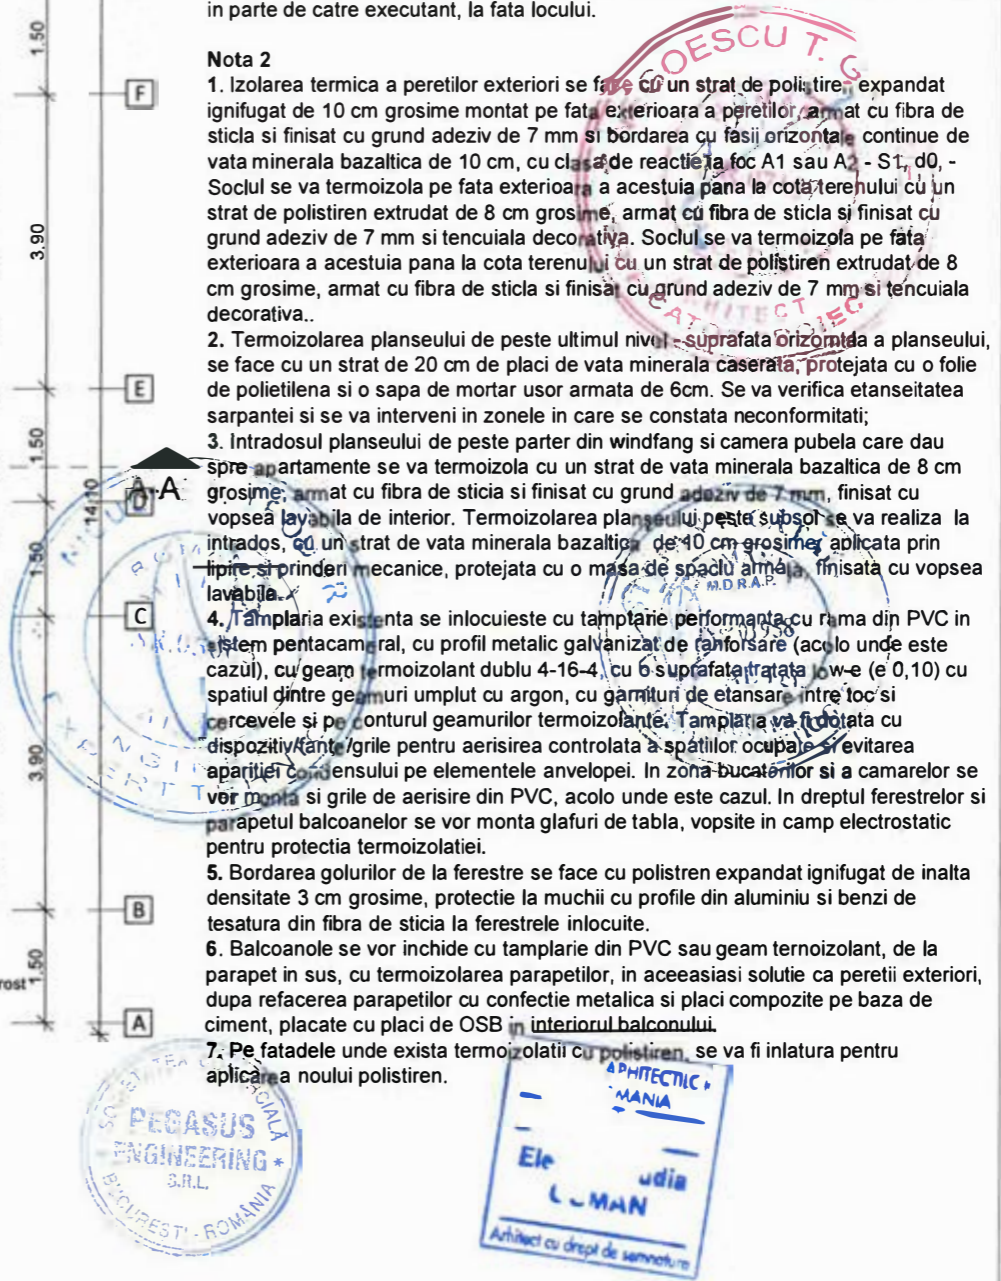 in parte de catre executant, la fata locului.
Nota 2
1. Izolarea termica a peretilor exteriori se face cu un strat de polistiren expandat
ignifugat de 10 cm grosime montat pe fata exterioara a peretilor, armat cu fibra de
sticla si finisat cu grund adeziv de 7 mm si bordarea cu fasii orizontale continue de
vata minerala bazaltica de 10 cm, cu clasa de reactie la foc A1 sau A2 - S1, d0, -
Soclul se va termoizola pe fata exterioara a acestuia pana la cota terenului cu un
strat de polistiren extrudat de 8 cm grosime, armat cu fibra de sticla si finisat cu
grund adeziv de 7 mm si tencuiala decorativa. Soclul se va termoizola pe fata
exterioara a acestuia pana la cota terenului cu un strat de polistiren extrudat de 8
cm grosime, armat cu fibra de sticla si finisat cu grund adeziv de 7 mm si tencuiala
decorativa..
2. Termoizolarea planseului de peste ultimul nivel - suprafata orizontala a planseului,
se face cu un strat de 20 cm de placi de vata minerala caserata, protejata cu o folie
de polietilena si o sapa de mortar usor armata de 6cm. Se va verifica etanseitatea
sarpantei si se va interveni in zonele in care se constata neconformitati;
3. Intradosul planseului de peste parter din windfang si camera pubela care dau
spre apartamente se va termoizola cu un strat de vata minerala bazaltica de 8 cm
grosime, armat cu fibra de sticia si finisat cu grund adeziv de 7 mm, finisat cu
vopsea lavabila de interior. Termoizolarea planseului peste subsol se va realiza la
intrados, cu un strat de vata minerala bazaltica de 10 cm grosime, aplicata prin
lipire si prinderi mecanice, protejata cu o masa de spaclu armata, finisata cu vopsea
lavabila.
4. Tamplaria existenta se inlocuieste cu tamplarie performanta cu rama din PVC in
sistem pentacameral, cu profil metalic galvanizat de ranforsare (acolo unde este
cazul), cu geam termoizolant dublu 4-16-4, cu o suprafata tratata low-e (e 0,10) cu
spatiul dintre geamuri umplut cu argon, cu garnituri de etansare intre toc si
cercevele si pe conturul geamurilor termoizolante. Tamplaria va fi dotata cu
dispozitiv/fante/grile pentru aerisirea controlata a spatiilor ocupate si evitarea
aparitiei condensului pe elementele anvelopei. In zona bucatariilor si a camarelor se
vor monta si grile de aerisire din PVC, acolo unde este cazul. In dreptul ferestrelor si
parapetul balcoanelor se vor monta glafuri de tabla, vopsite in camp electrostatic
pentru protectia termoizolatiei.
5. Bordarea golurilor de la ferestre se face cu polistren expandat ignifugat de inalta
densitate 3 cm grosime, protectie la muchii cu profile din aluminiu si benzi de
tesatura din fibra de sticia la ferestrele inlocuite.
6. Balcoanole se vor inchide cu tamplarie din PVC sau geam ternoizolant, de la
parapet in sus, cu termoizolarea parapetilor, in aceeasiasi solutie ca peretii exteriori,
dupa refacerea parapetilor cu confectie metalica si placi compozite pe baza de
ciment, placate cu placi de OSB in interiorul balconului.
7. Pe fatadele unde exista termoizolatii cu polistiren, se va fi inlatura pentru
aplicarea noului polistiren.
1.50
F
3.90
E
1.50
A-A
14.10
D
1.50
C
3.90
B
1.50
rost
A
M.D.R.A.P.
PEGASUS
ENGINEERING *
S.R.L.
BUCURESTI - ROMÂNIA
MANIA
Ele udia
MAN
Arhitect cu drept de semnatura